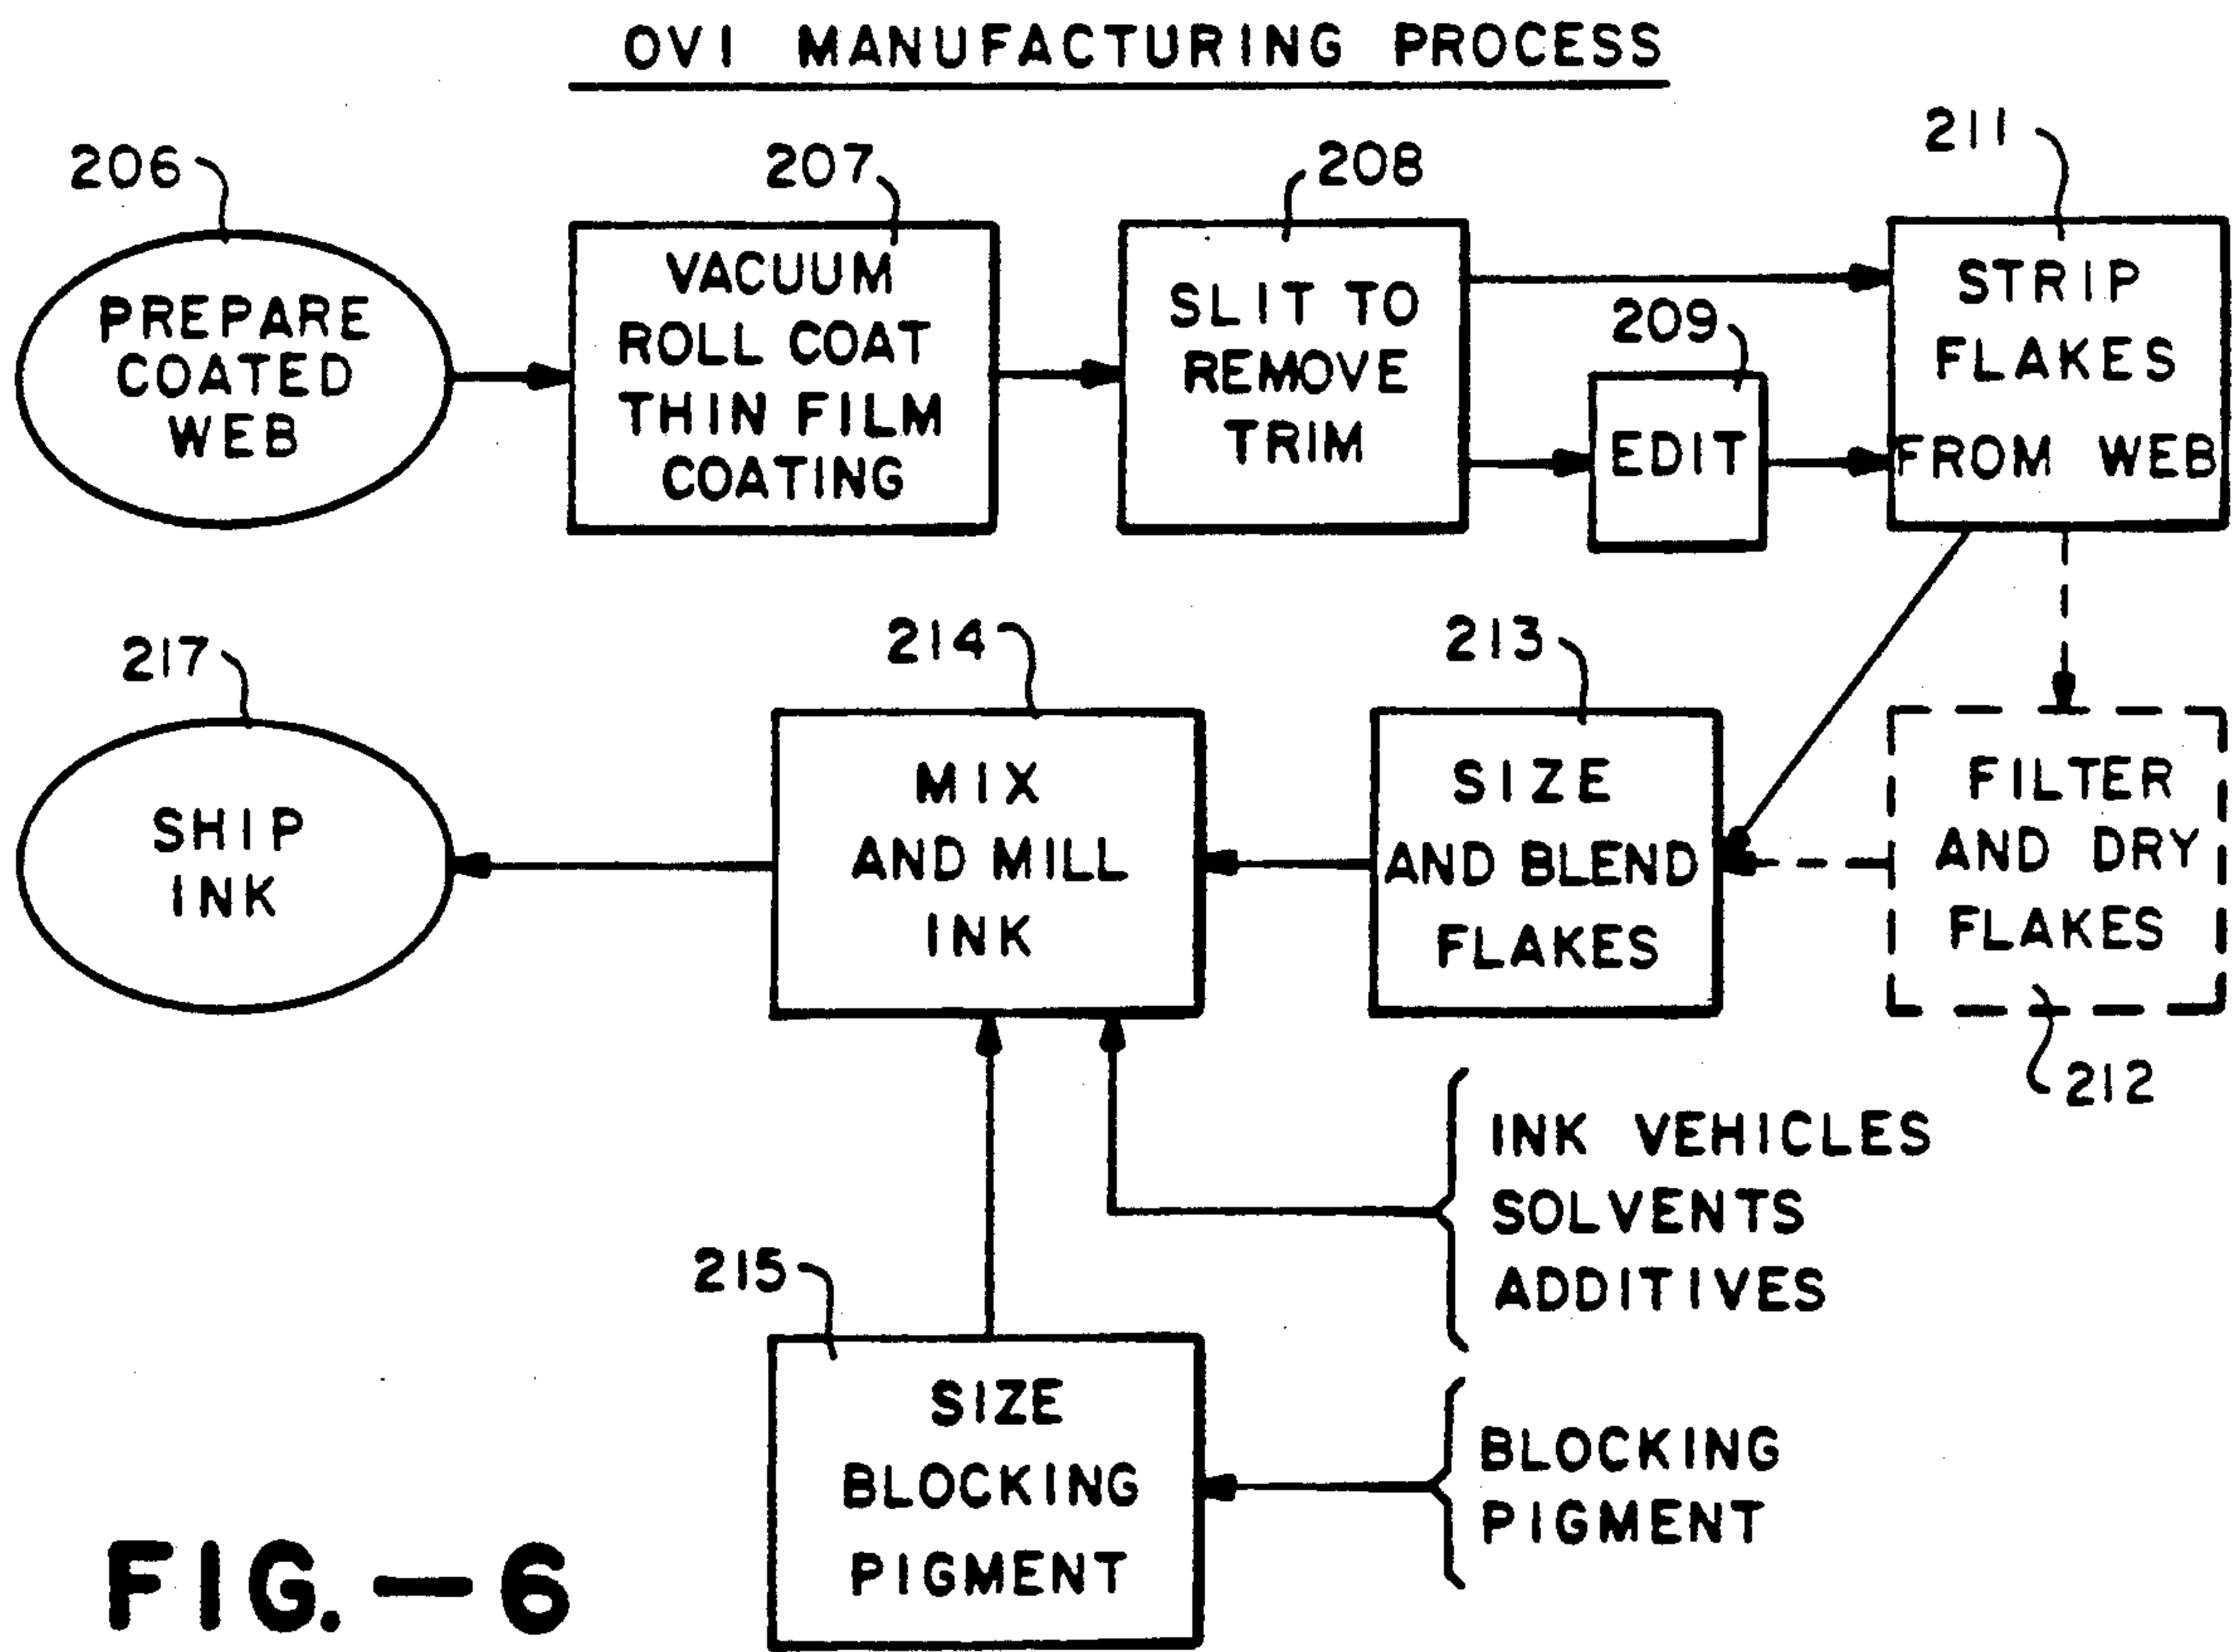 OVI MANUFACTURING PROCESS
206
PREPARE
COATED
WEB
207
VACUUM
ROLL COAT
THIN FILM
COATING
208
SLIT TO
REMOVE
TRIM
209
EDIT
211
STRIP
FLAKES
FROM WEB
217
SHIP
INK
214
MIX
AND MILL
INK
213
SIZE
AND BLEND
FLAKES
FILTER
AND DRY
FLAKES
212
INK VEHICLES
SOLVENTS
ADDITIVES
215
SIZE
BLOCKING
PIGMENT
BLOCKING
PIGMENT
FIG.-6